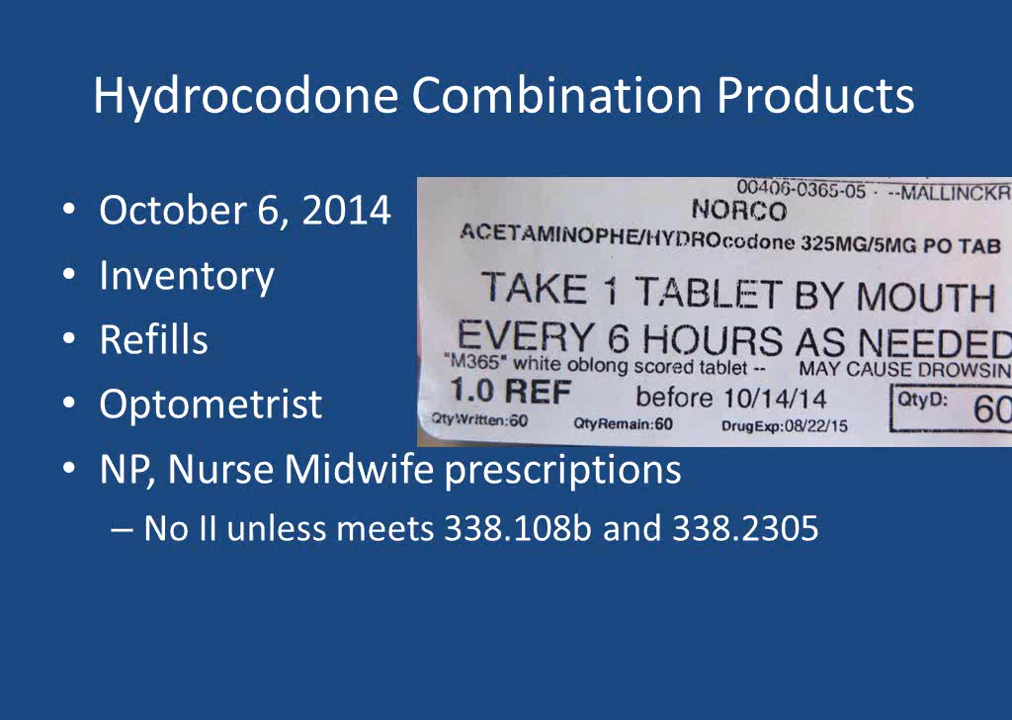 Hydrocodone Combination Products
• October 6, 2014
• Inventory
• Refills
• Optometrist
• NP, Nurse Midwife prescriptions
– No II unless meets 338.108b and 338.2305
00406-0365-05 - --MALLINCKR
NORCO
ACETAMINOPHE/HYDROcodone 325MG/5MG PO TAB
TAKE 1 TABLET BY MOUTH
EVERY 6 HOURS AS NEEDED
"M365" white oblong scored tablet -- MAY CAUSE DROWSIN
1.0 REF before 10/14/14 QtyD: 60
QtyWritten:60 QtyRemain:60 DrugExp:08/22/15